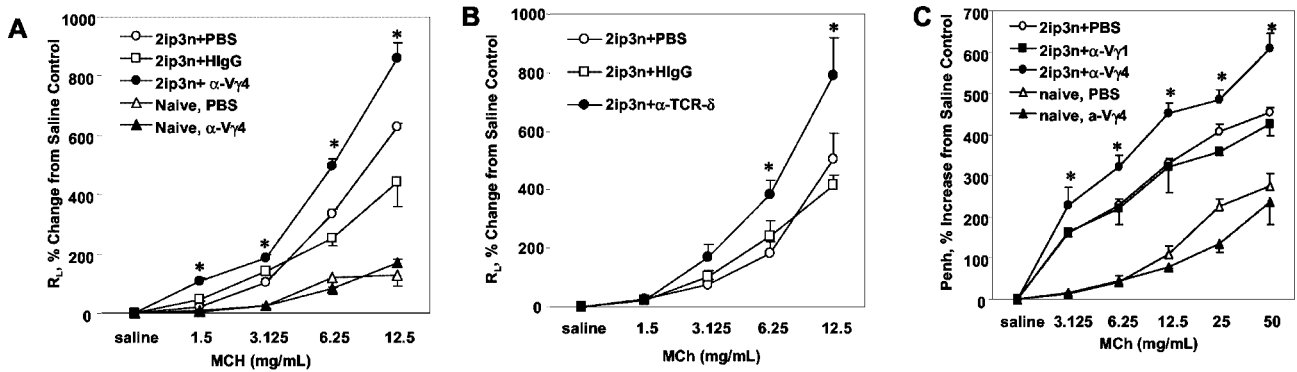 A
1000
800
600
400
200
0
R_L, % Change from Saline Control
2ip3n+PBS
2ip3n+HIgG
2ip3n+ α-Vγ4
Naive, PBS
Naive, α-Vγ4
*
*
*
*
*
saline 1.5 3.125 6.25 12.5
MCH (mg/mL)
B
1000
800
600
400
200
0
R_L, % Change from Saline Control
2ip3n+PBS
2ip3n+HIgG
2ip3n+α-TCR-δ
*
*
saline 1.5 3.125 6.25 12.5
MCh (mg/mL)
C
700
600
500
400
300
200
100
0
Penh, % Increase from Saline Control
2ip3n+PBS
2ip3n+α-Vγ1
2ip3n+α-Vγ4
naive, PBS
naive, a-Vγ4
*
*
*
*
*
saline 3.125 6.25 12.5 25 50
MCh (mg/mL)